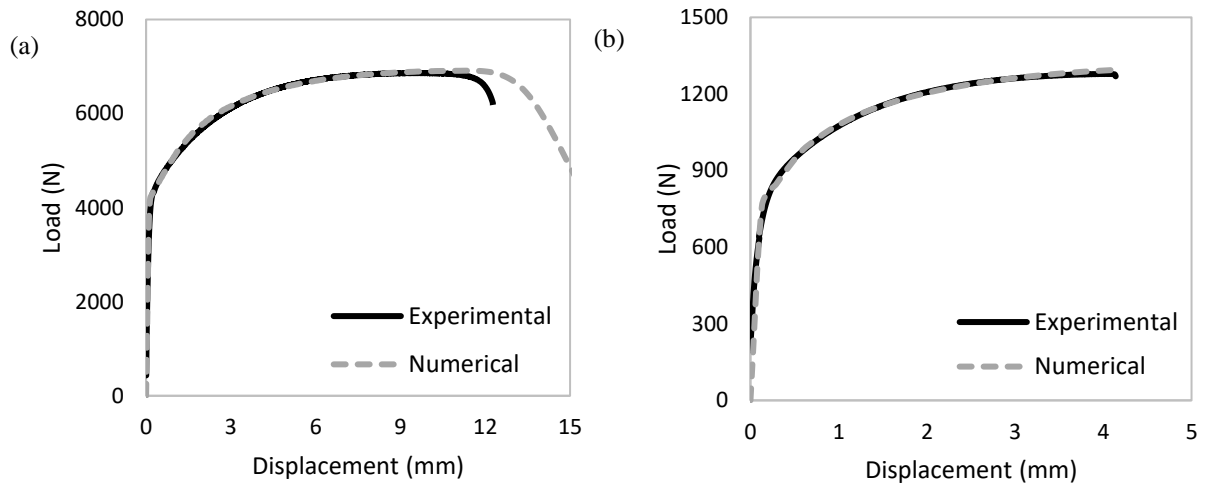 (a)
8000
6000
4000
2000
0
Load (N)
Experimental
Numerical
0 3 6 9 12 15
Displacement (mm)
(b)
1500
1200
900
600
300
0
Load (N)
Experimental
Numerical
0 1 2 3 4 5
Displacement (mm)